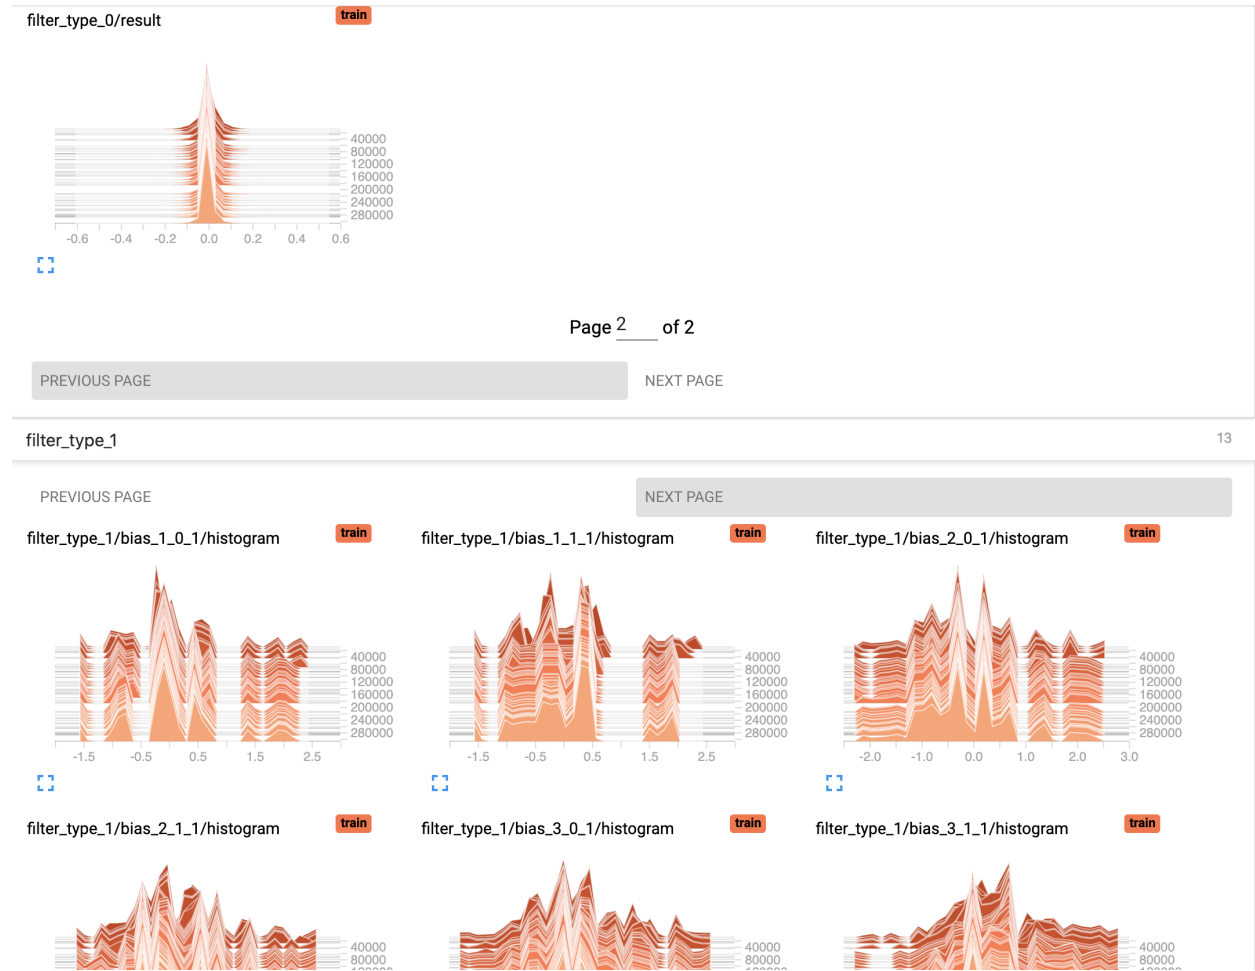 filter_type_0/result train
40000
80000
120000
160000
200000
240000
280000
-0.6 -0.4 -0.2 0.0 0.2 0.4 0.6
Page 2 of 2
PREVIOUS PAGE NEXT PAGE
filter_type_1 13
PREVIOUS PAGE NEXT PAGE
filter_type_1/bias_1_0_1/histogram train
40000
80000
120000
160000
200000
240000
280000
-1.5 -0.5 0.5 1.5 2.5
filter_type_1/bias_1_1_1/histogram train
40000
80000
120000
160000
200000
240000
280000
-1.5 -0.5 0.5 1.5 2.5
filter_type_1/bias_2_0_1/histogram train
40000
80000
120000
160000
200000
240000
280000
-2.0 -1.0 0.0 1.0 2.0 3.0
filter_type_1/bias_2_1_1/histogram train
40000
80000
filter_type_1/bias_3_0_1/histogram train
40000
80000
filter_type_1/bias_3_1_1/histogram train
40000
80000